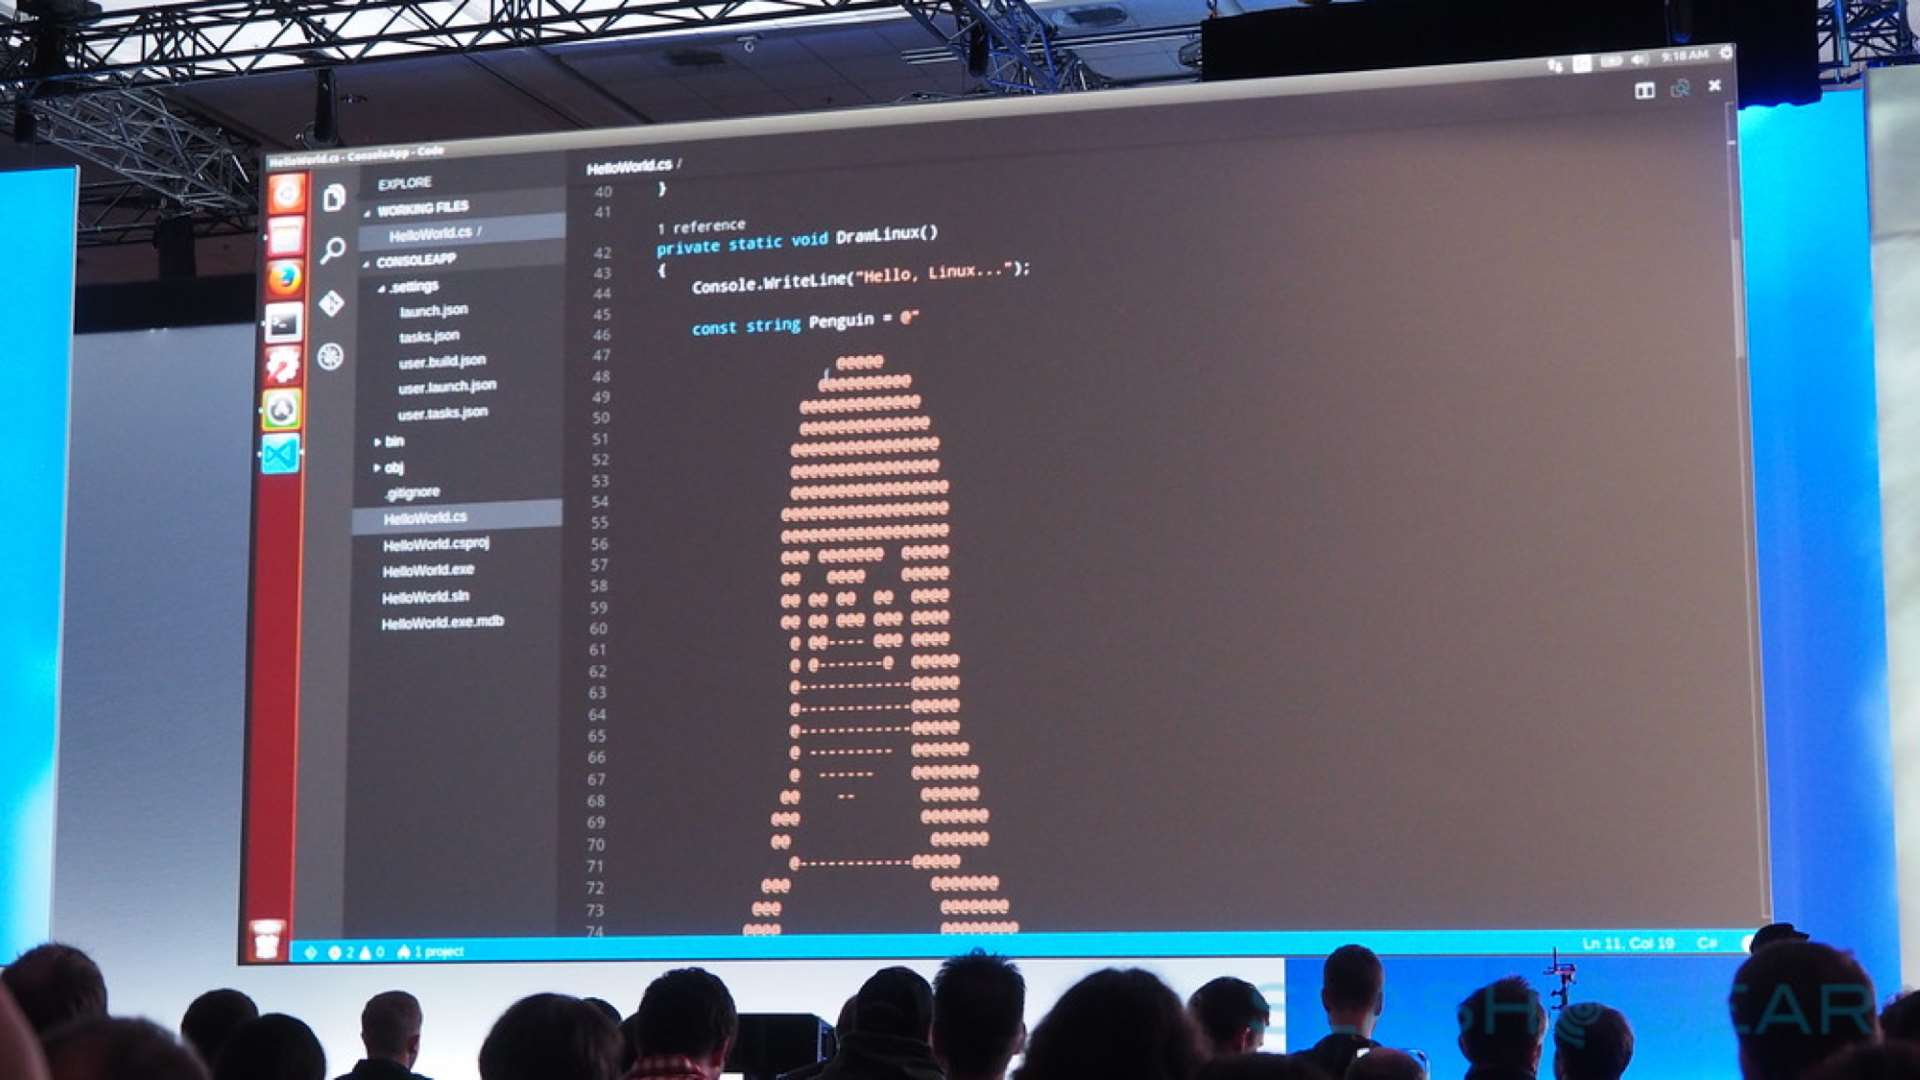 9:18 AM
HelloWorld.cs - ConsoleApp - Code
EXPLORE
WORKING FILES
HelloWorld.cs /
CONSOLEAPP
.settings
launch.json
tasks.json
user.build.json
user.launch.json
user.tasks.json
bin
obj
.gitignore
HelloWorld.cs
HelloWorld.csproj
HelloWorld.exe
HelloWorld.sln
HelloWorld.exe.mdb
HelloWorld.cs /
40 }
41
1 reference
42 private static void DrawLinux()
43 {
44 Console.WriteLine("Hello, Linux...");
45
46 const string Penguin = @"
47
48
49
50
51
52
53
54
55
56
57
58
59
60
61
62
63
64
65
66
67
68
69
70
71
72
73
74
2 0 1 project
Ln 11, Col 19 C#
SLASHGEAR